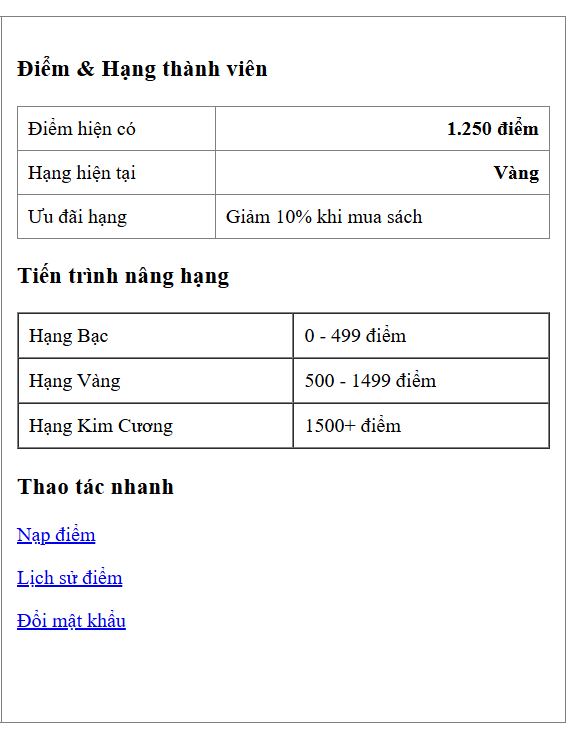 Điểm & Hạng thành viên
Điểm hiện có 1.250 điểm
Hạng hiện tại Vàng
Ưu đãi hạng Giảm 10% khi mua sách
Tiến trình nâng hạng
Hạng Bạc 0 - 499 điểm
Hạng Vàng 500 - 1499 điểm
Hạng Kim Cương 1500+ điểm
Thao tác nhanh
Nạp điểm
Lịch sử điểm
Đổi mật khẩu